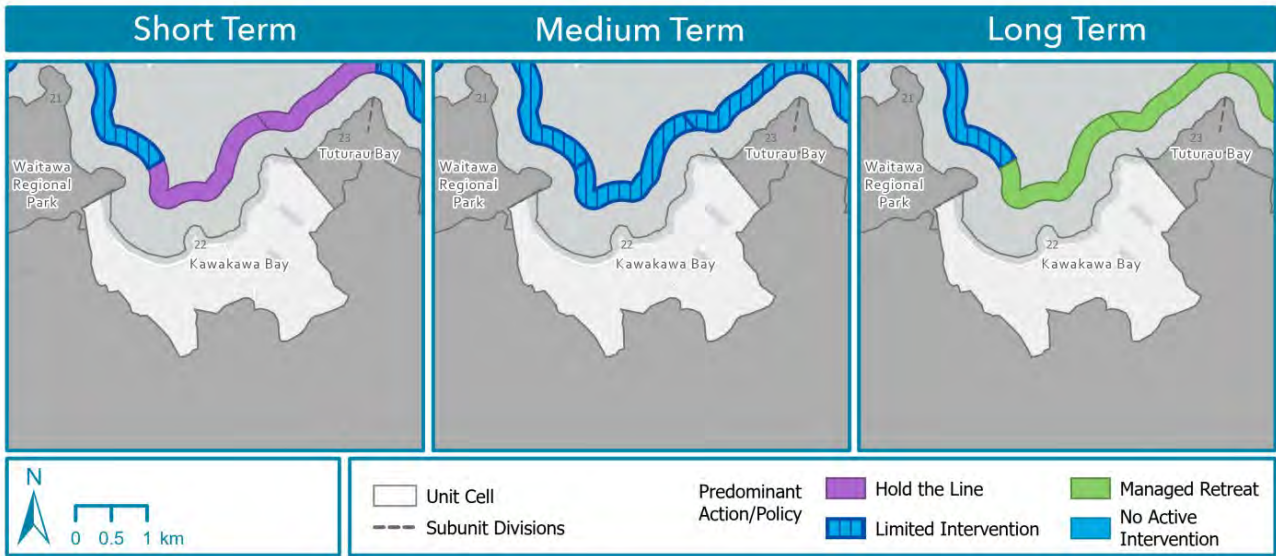 Short Term
Medium Term
Long Term
21
Waitawa
Regional
Park
23
Tuturau Bay
22
Kawakawa Bay
21
Waitawa
Regional
Park
23
Tuturau Bay
22
Kawakawa Bay
21
Waitawa
Regional
Park
23
Tuturau Bay
22
Kawakawa Bay
N
0 0.5 1 km
Unit Cell
Subunit Divisions
Predominant
Action/Policy
Hold the Line
Limited Intervention
Managed Retreat
No Active
Intervention